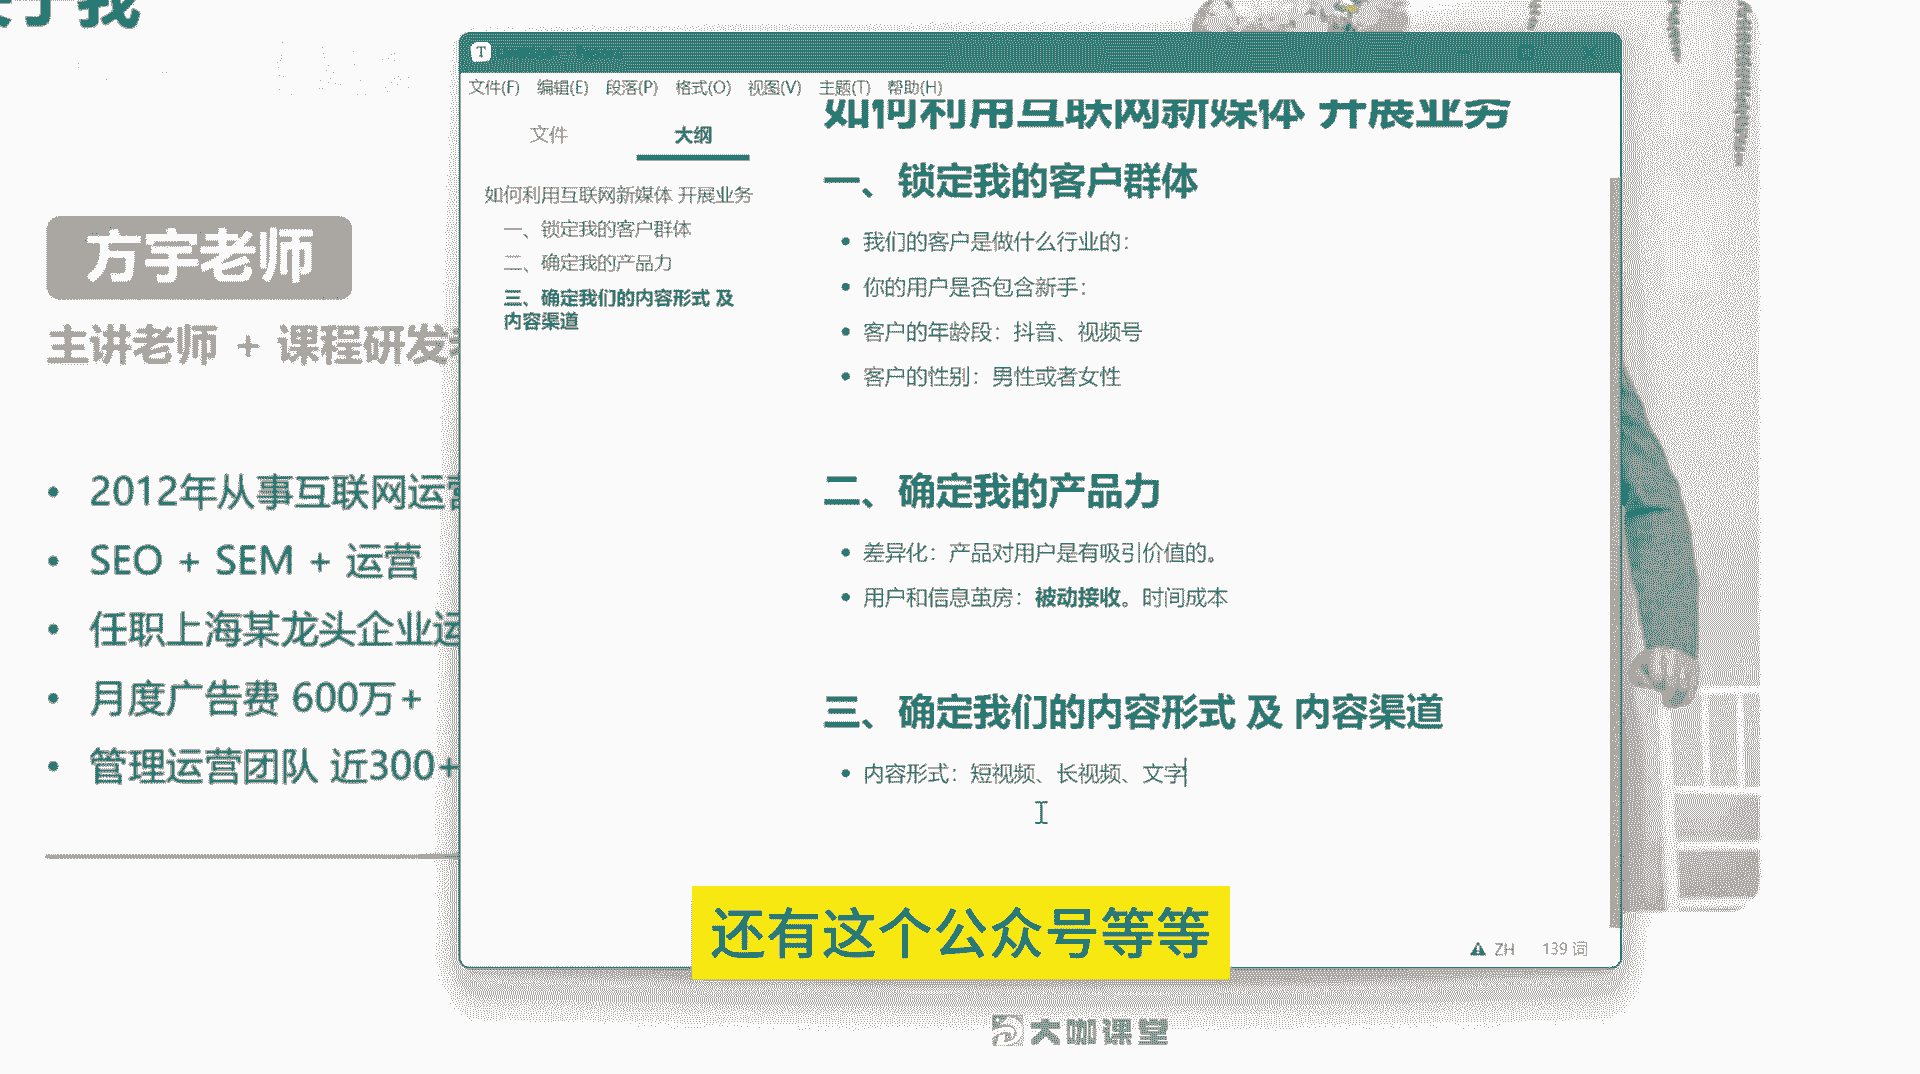 方宇老师
主讲老师 + 课程研发
2012年从事互联网运营
SEO + SEM + 运营
任职上海某龙头企业运
月度广告费 600万+
管理运营团队 近300+
T
文件(F) 编辑(E) 段落(P) 格式(O) 视图(V) 主题(T) 帮助(H)
文件 大纲
如何利用互联网新媒体 开展业务
一、锁定我的客户群体
二、确定我的产品力
三、确定我们的内容形式 及
内容渠道
如何利用互联网新媒体 开展业务
一、锁定我的客户群体
我们的客户是做什么行业的：
你的用户是否包含新手：
客户的年龄段：抖音、视频号
客户的性别：男性或者女性
二、确定我的产品力
差异化：产品对用户是有吸引价值的。
用户和信息茧房：被动接收。时间成本
三、确定我们的内容形式 及 内容渠道
内容形式：短视频、长视频、文字
ZH 139 词
还有这个公众号等等
大咖课堂